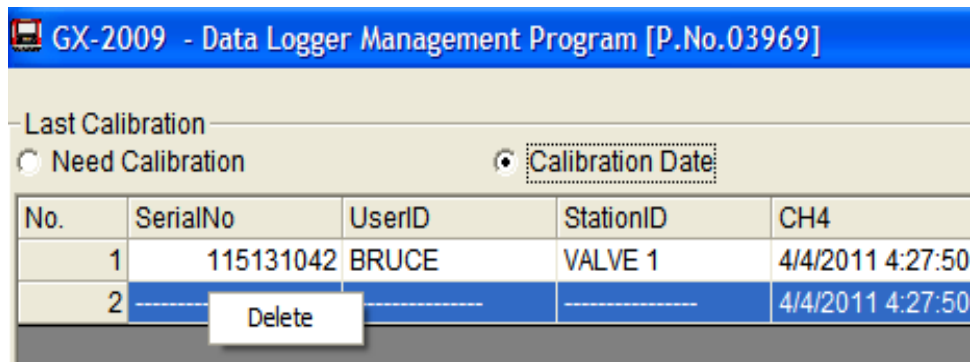 GX-2009 - Data Logger Management Program [P.No.03969]
Last Calibration
Need Calibration Calibration Date
No. SerialNo UserID StationID CH4
1 115131042 BRUCE VALVE 1 4/4/2011 4:27:50
2 ---------------- ---------------- ---------------- 4/4/2011 4:27:50
Delete